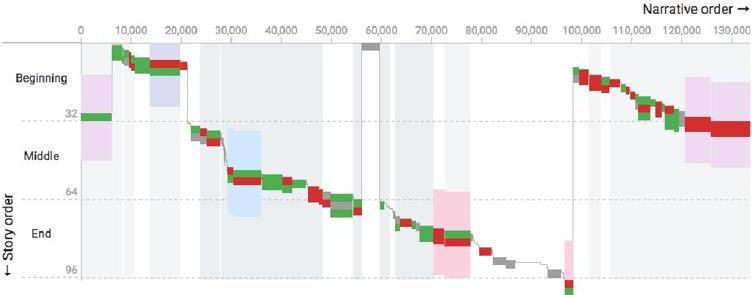 Narrative order →
0 10,000 20,000 30,000 40,000 50,000 60,000 70,000 80,000 90,000 100,000 110,000 120,000 130,000
Beginning
32
Middle
64
End
96
← Story order